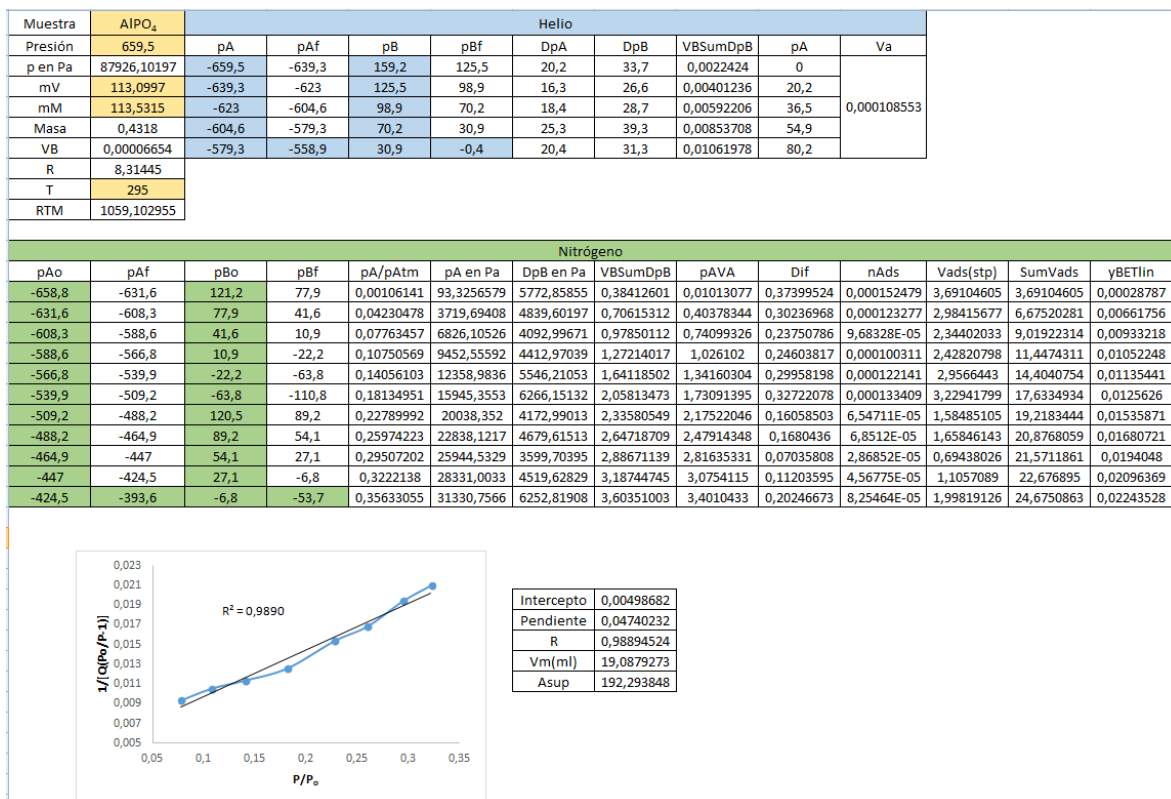 Muestra AlPO₄ Helio
Presión 659,5 pA pAf pB pBf DpA DpB VBSumDpB pA Va
p en Pa 87926,10197 -659,5 -639,3 159,2 125,5 20,2 33,7 0,0022424 0
mV 113,0997 -639,3 -623 125,5 98,9 16,3 26,6 0,00401236 20,2
mM 113,5315 -623 -604,6 98,9 70,2 18,4 28,7 0,00592206 36,5 0,000108553
Masa 0,4318 -604,6 -579,3 70,2 30,9 25,3 39,3 0,00853708 54,9
VB 0,00006654 -579,3 -558,9 30,9 -0,4 20,4 31,3 0,01061978 80,2
R 8,31445
T 295
RTM 1059,102955
Nitrógeno
pAo pAf pBo pBf pA/pAtm pA en Pa DpB en Pa VBSumDpB pAVA Dif nAds Vads(stp) SumVads yBETlin
-658,8 -631,6 121,2 77,9 0,00106141 93,3256579 5772,85855 0,38412601 0,01013077 0,37399524 0,000152479 3,69104605 3,69104605 0,00028787
-631,6 -608,3 77,9 41,6 0,04230478 3719,69408 4839,60197 0,70615312 0,40378344 0,30236968 0,000123277 2,98415677 6,67520281 0,00661756
-608,3 -588,6 41,6 10,9 0,07763457 6826,10526 4092,99671 0,97850112 0,74099326 0,23750786 9,68328E-05 2,34402033 9,01922314 0,00933218
-588,6 -566,8 10,9 -22,2 0,10750569 9452,55592 4412,97039 1,27214017 1,026102 0,24603817 0,000100311 2,42820798 11,4474311 0,01052248
-566,8 -539,9 -22,2 -63,8 0,14056103 12358,9836 5546,21053 1,64118502 1,34160304 0,29958198 0,000122141 2,9566443 14,4040754 0,01135441
-539,9 -509,2 -63,8 -110,8 0,18134951 15945,3553 6266,15132 2,05813473 1,73091395 0,32722078 0,000133409 3,22941799 17,6334934 0,0125626
-509,2 -488,2 120,5 89,2 0,22789992 20038,352 4172,99013 2,33580549 2,17522046 0,16058503 6,54711E-05 1,58485105 19,2183444 0,01535871
-488,2 -464,9 89,2 54,1 0,25974223 22838,1217 4679,61513 2,64718709 2,47914348 0,1680436 6,8512E-05 1,65846143 20,8768059 0,01680721
-464,9 -447 54,1 27,1 0,29507202 25944,5329 3599,70395 2,88671139 2,81635331 0,07035808 2,86852E-05 0,69438026 21,5711861 0,0194048
-447 -424,5 27,1 -6,8 0,3222138 28331,0033 4519,62829 3,18744745 3,0754115 0,11203595 4,56775E-05 1,1057089 22,676895 0,02096369
-424,5 -393,6 -6,8 -53,7 0,35633055 31330,7566 6252,81908 3,60351003 3,4010433 0,20246673 8,25464E-05 1,99819126 24,6750863 0,02243528
0,023
0,021
0,019
0,017
0,015
0,013
0,011
0,009
0,007
0,005
1/[Q(Po/P-1)]
R² = 0,9890
0,05 0,1 0,15 0,2 0,25 0,3 0,35
P/Pₒ
Intercepto 0,00498682
Pendiente 0,04740232
R 0,98894524
Vm(ml) 19,0879273
Asup 192,293848